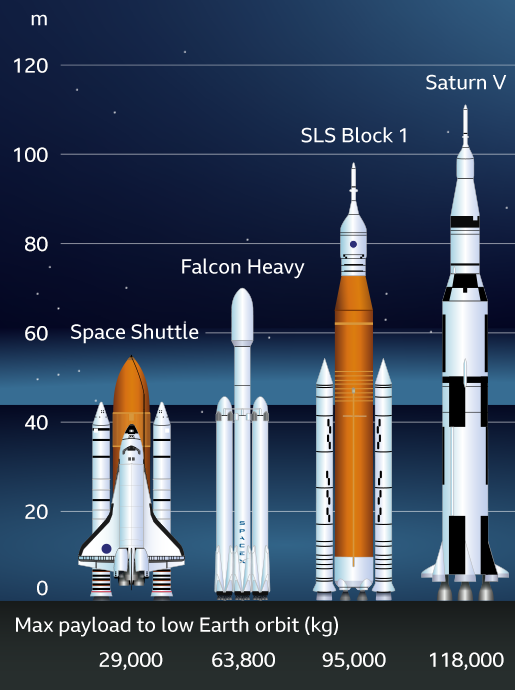 m
120
Saturn V
SLS Block 1
100
80
Falcon Heavy
60
Space Shuttle
40
20
SPACEX
0
Max payload to low Earth orbit (kg)
29,000 63,800 95,000 118,000